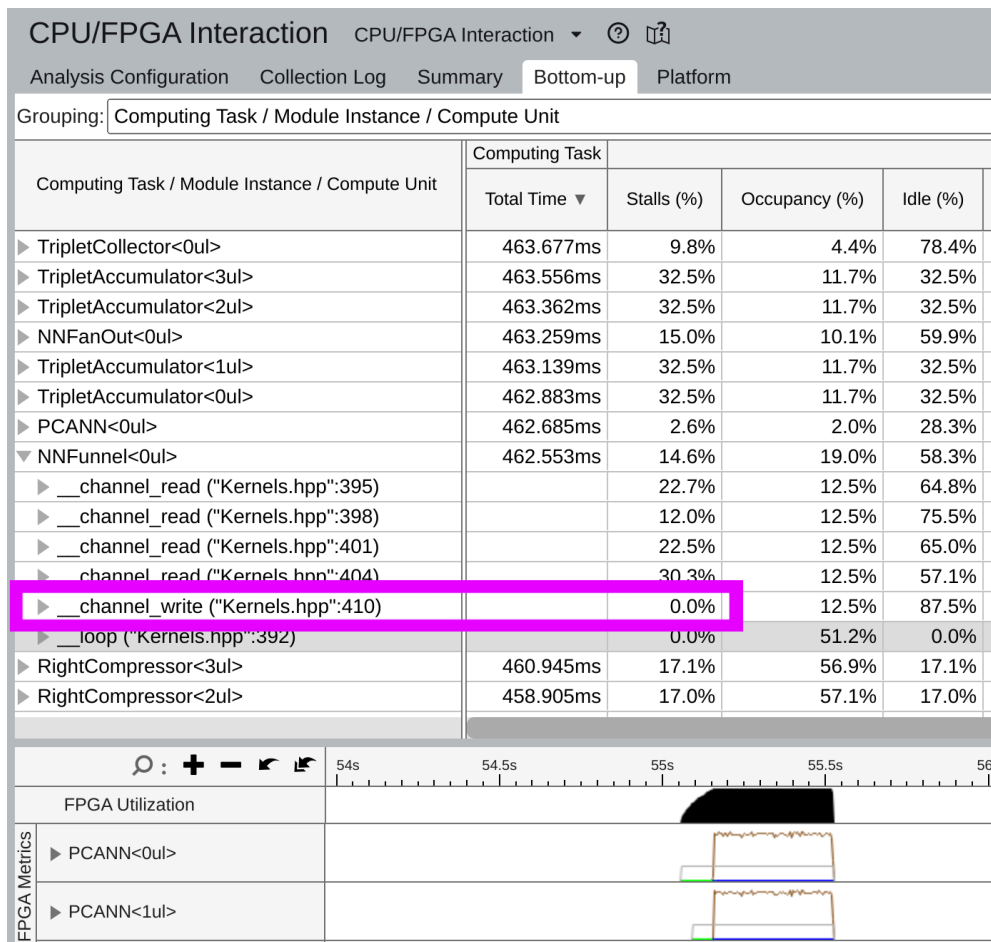 CPU/FPGA Interaction CPU/FPGA Interaction
Analysis Configuration Collection Log Summary Bottom-up Platform
Grouping: Computing Task / Module Instance / Compute Unit
Computing Task
Computing Task / Module Instance / Compute Unit Total Time ▼ Stalls (%) Occupancy (%) Idle (%)
TripletCollector<0ul> 463.677ms 9.8% 4.4% 78.4%
TripletAccumulator<3ul> 463.556ms 32.5% 11.7% 32.5%
TripletAccumulator<2ul> 463.362ms 32.5% 11.7% 32.5%
NNFanOut<0ul> 463.259ms 15.0% 10.1% 59.9%
TripletAccumulator<1ul> 463.139ms 32.5% 11.7% 32.5%
TripletAccumulator<0ul> 462.883ms 32.5% 11.7% 32.5%
PCANN<0ul> 462.685ms 2.6% 2.0% 28.3%
NNFunnel<0ul> 462.553ms 14.6% 19.0% 58.3%
__channel_read ("Kernels.hpp":395) 22.7% 12.5% 64.8%
__channel_read ("Kernels.hpp":398) 12.0% 12.5% 75.5%
__channel_read ("Kernels.hpp":401) 22.5% 12.5% 65.0%
__channel_read ("Kernels.hpp":404) 30.3% 12.5% 57.1%
__channel_write ("Kernels.hpp":410) 0.0% 12.5% 87.5%
__loop ("Kernels.hpp":392) 0.0% 51.2% 0.0%
RightCompressor<3ul> 460.945ms 17.1% 56.9% 17.1%
RightCompressor<2ul> 458.905ms 17.0% 57.1% 17.0%
54s 54.5s 55s 55.5s 56
FPGA Utilization
FPGA Metrics
PCANN<0ul>
PCANN<1ul>